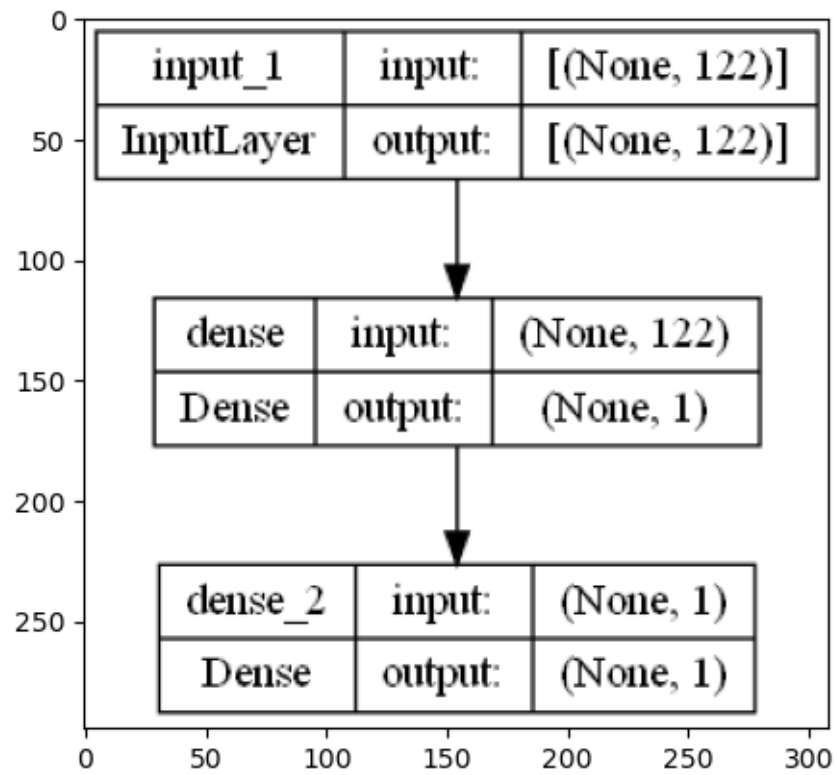 0
50
100
150
200
250
input_1 input: [(None, 122)]
InputLayer output: [(None, 122)]
dense input: (None, 122)
Dense output: (None, 1)
dense_2 input: (None, 1)
Dense output: (None, 1)
0 50 100 150 200 250 300